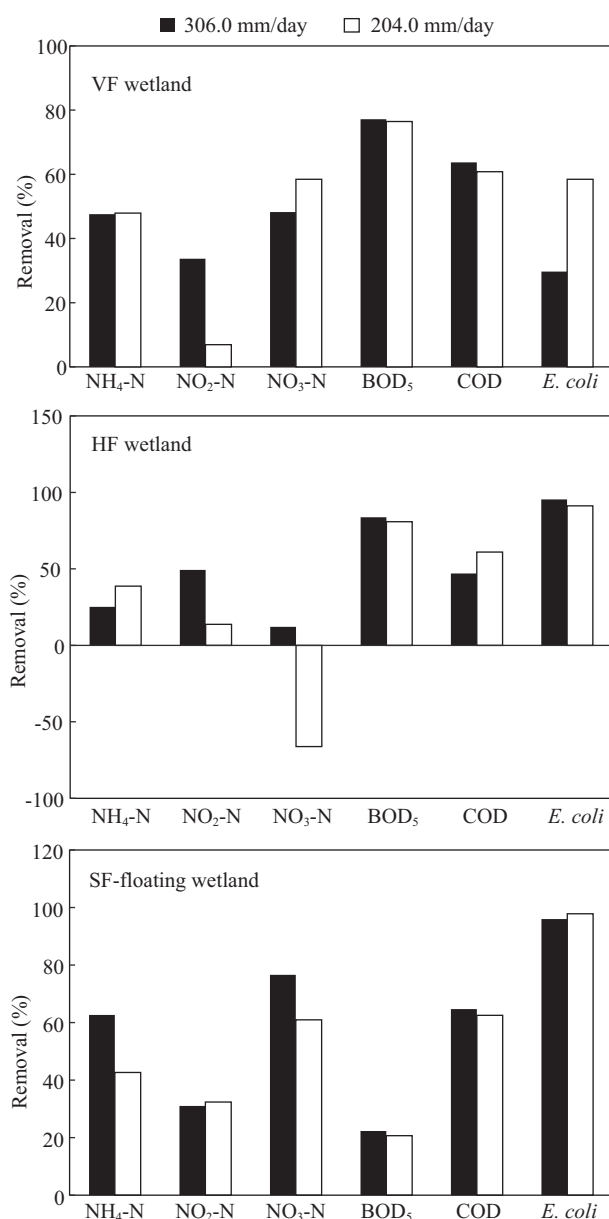 306.0 mm/day 204.0 mm/day
100
VF wetland
80
60
40
20
0
Removal (%)
NH₄-N NO₂-N NO₃-N BOD₅ COD E. coli
150
HF wetland
100
50
0
-50
-100
Removal (%)
NH₄-N NO₂-N NO₃-N BOD₅ COD E. coli
120
SF-floating wetland
100
80
60
40
20
0
Removal (%)
NH₄-N NO₂-N NO₃-N BOD₅ COD E. coli